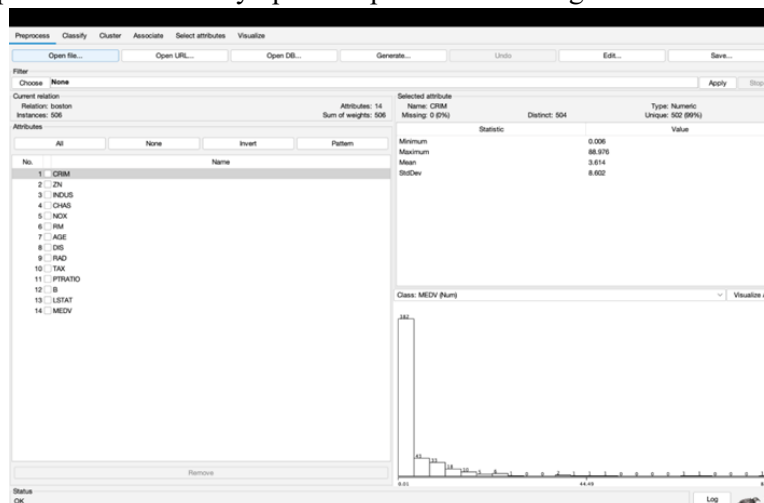 Preprocess Classify Cluster Associate Select attributes Visualize
Open file... Open URL... Open DB... Generate... Undo Edit... Save...
Filter
Choose None Apply Stop
Current relation
Relation: boston Attributes: 14
Instances: 506 Sum of weights: 506
Selected attribute
Name: CRIM Type: Numeric
Missing: 0 (0%) Distinct: 504 Unique: 502 (99%)
Statistic Value
Minimum 0.006
Maximum 88.976
Mean 3.614
StdDev 8.602
Attributes
All None Invert Pattern
No. Name
1 CRIM
2 ZN
3 INDUS
4 CHAS
5 NOX
6 RM
7 AGE
8 DIS
9 RAD
10 TAX
11 PTRATIO
12 B
13 LSTAT
14 MEDV
Remove
Class: MEDV (Num) Visualize
0.01 44.49
Status
OK Log